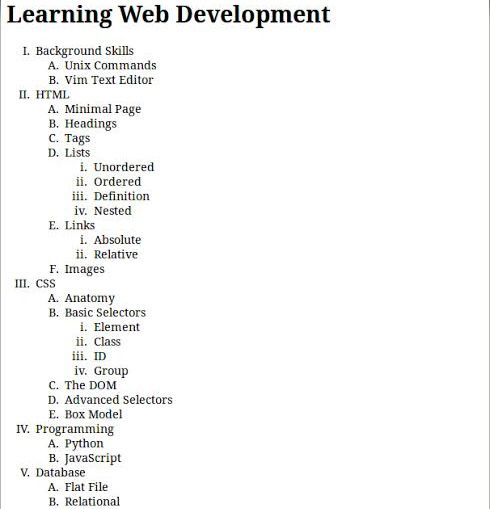 Learning Web Development
I. Background Skills
A. Unix Commands
B. Vim Text Editor
II. HTML
A. Minimal Page
B. Headings
C. Tags
D. Lists
i. Unordered
ii. Ordered
iii. Definition
iv. Nested
E. Links
i. Absolute
ii. Relative
F. Images
III. CSS
A. Anatomy
B. Basic Selectors
i. Element
ii. Class
iii. ID
iv. Group
C. The DOM
D. Advanced Selectors
E. Box Model
IV. Programming
A. Python
B. JavaScript
V. Database
A. Flat File
B. Relational